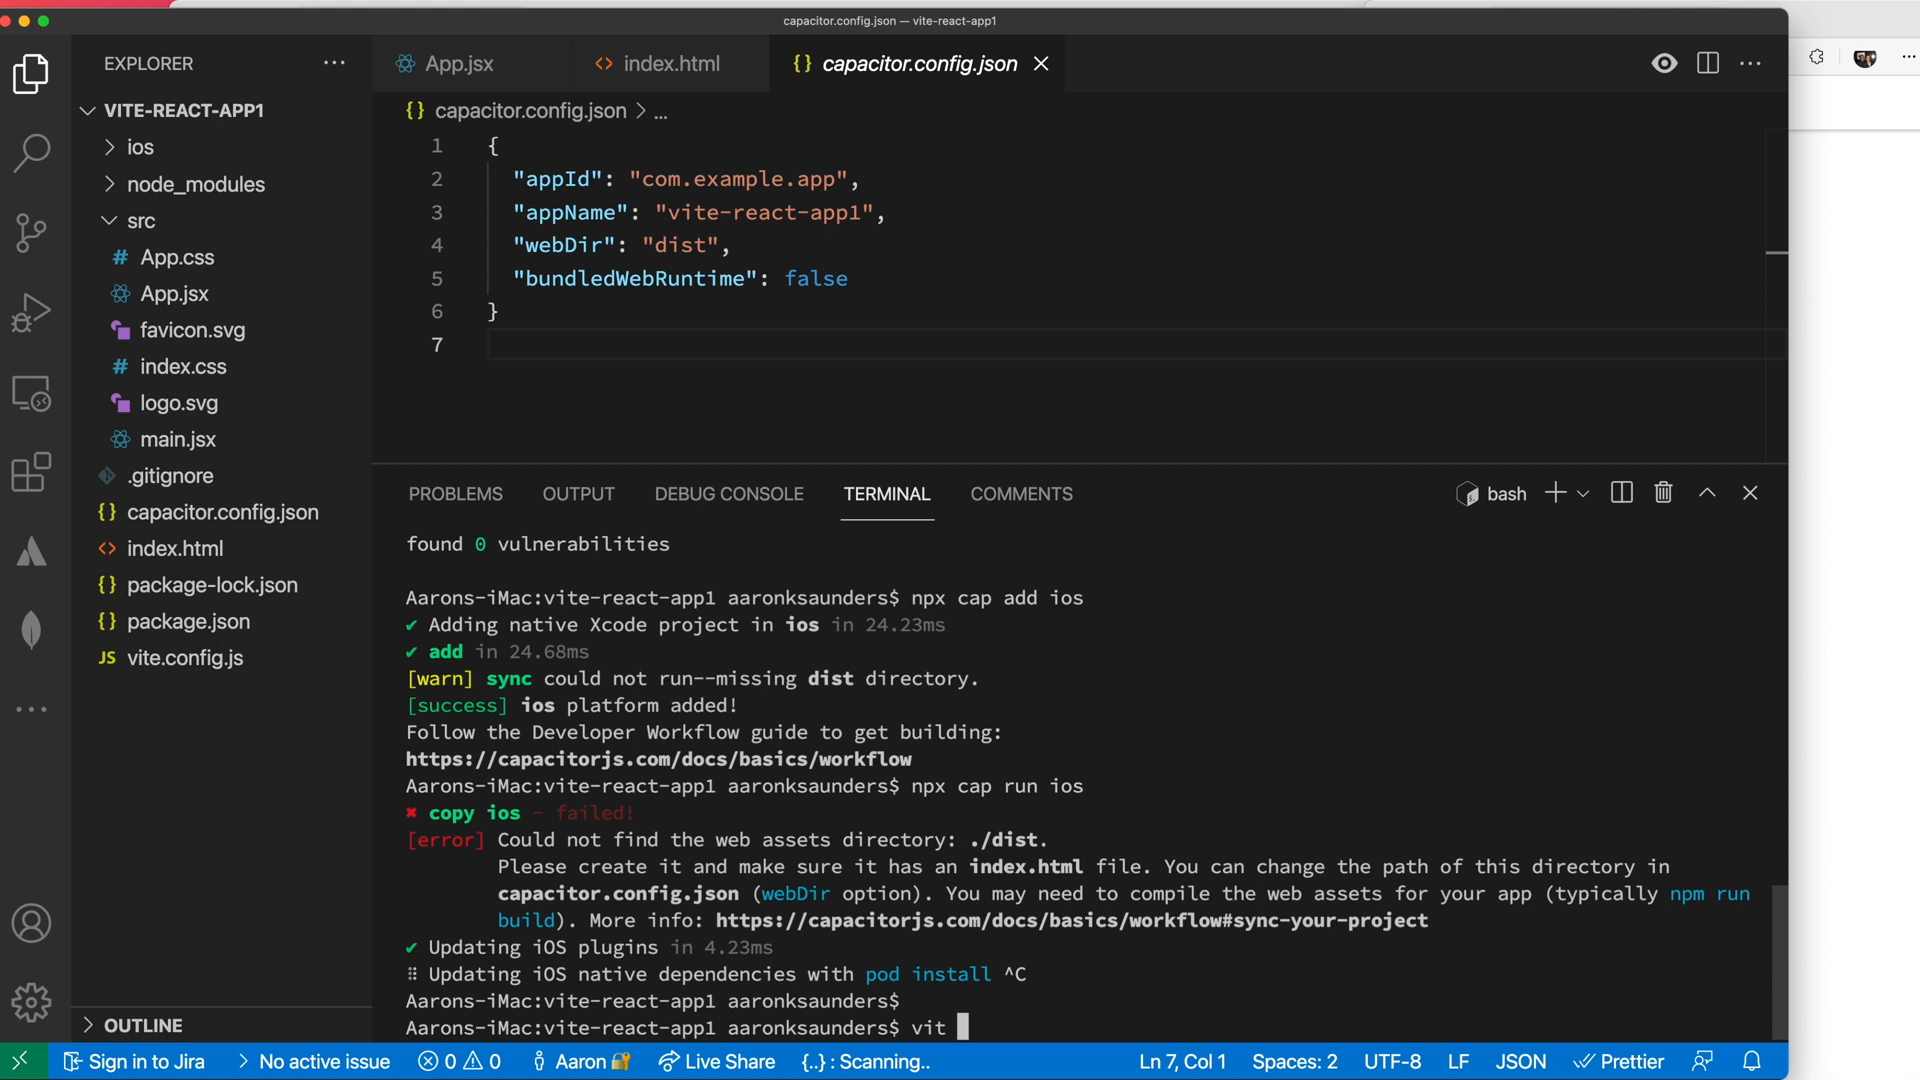 capacitor.config.json — vite-react-app1
EXPLORER
VITE-REACT-APP1
ios
node_modules
src
# App.css
App.jsx
favicon.svg
# index.css
logo.svg
main.jsx
.gitignore
{} capacitor.config.json
<> index.html
{} package-lock.json
{} package.json
JS vite.config.js
OUTLINE
App.jsx
<> index.html
{} capacitor.config.json
{} capacitor.config.json > ...
1 {
2 "appId": "com.example.app",
3 "appName": "vite-react-app1",
4 "webDir": "dist",
5 "bundledWebRuntime": false
6 }
7
PROBLEMS OUTPUT DEBUG CONSOLE TERMINAL COMMENTS
bash
found 0 vulnerabilities
Aarons-iMac:vite-react-app1 aaronksaunders$ npx cap add ios
✔ Adding native Xcode project in ios in 24.23ms
✔ add in 24.68ms
[warn] sync could not run--missing dist directory.
[success] ios platform added!
Follow the Developer Workflow guide to get building:
https://capacitorjs.com/docs/basics/workflow
Aarons-iMac:vite-react-app1 aaronksaunders$ npx cap run ios
✖ copy ios - failed!
[error] Could not find the web assets directory: ./dist.
Please create it and make sure it has an index.html file. You can change the path of this directory in
capacitor.config.json (webDir option). You may need to compile the web assets for your app (typically npm run
build). More info: https://capacitorjs.com/docs/basics/workflow#sync-your-project
✔ Updating iOS plugins in 4.23ms
⠿ Updating iOS native dependencies with pod install ^C
Aarons-iMac:vite-react-app1 aaronksaunders$
Aarons-iMac:vite-react-app1 aaronksaunders$ vit
Sign in to Jira > No active issue 0 0 Aaron Live Share {..} : Scanning.. Ln 7, Col 1 Spaces: 2 UTF-8 LF JSON Prettier